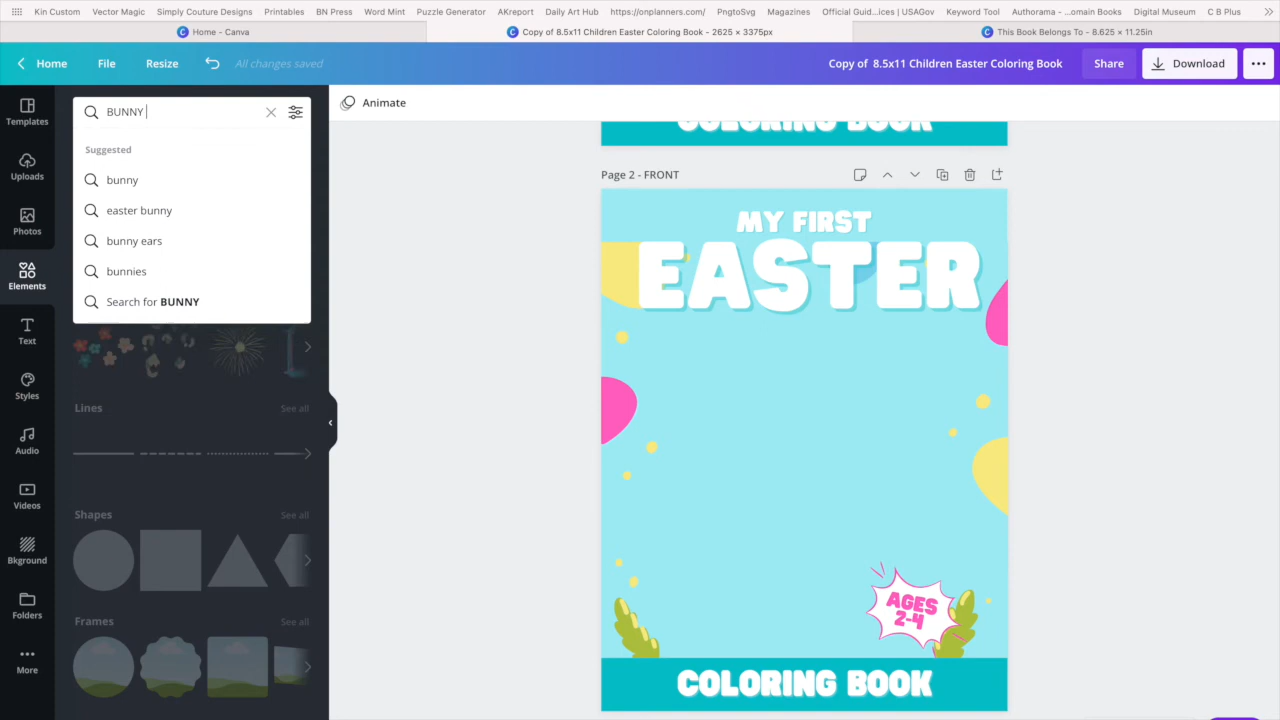 Kin Custom Vector Magic Simply Couture Designs Printables BN Press Word Mint Puzzle Generator AKreport Daily Art Hub https://onplanners.com/ PngtoSvg Magazines Official Guid...ices | USAGov Keyword Tool Authorama - ...omain Books Digital Museum C B Plus
Home - Canva
Copy of 8.5x11 Children Easter Coloring Book - 2625 × 3375px
This Book Belongs To - 8.625 × 11.25in
Home
File
Resize
All changes saved
Copy of 8.5x11 Children Easter Coloring Book
Share
Download
Templates
Uploads
Photos
Elements
Text
Styles
Audio
Videos
Bkground
Folders
More
BUNNY
Suggested
bunny
easter bunny
bunny ears
bunnies
Search for BUNNY
Lines See all
Shapes See all
Frames See all
Animate
COLORING BOOK
Page 2 - FRONT
MY FIRST
EASTER
AGES
2-4
COLORING BOOK